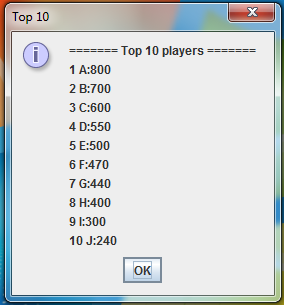 Top 10
======= Top 10 players =======
1 A:800
2 B:700
3 C:600
4 D:550
5 E:500
6 F:470
7 G:440
8 H:400
9 I:300
10 J:240
OK